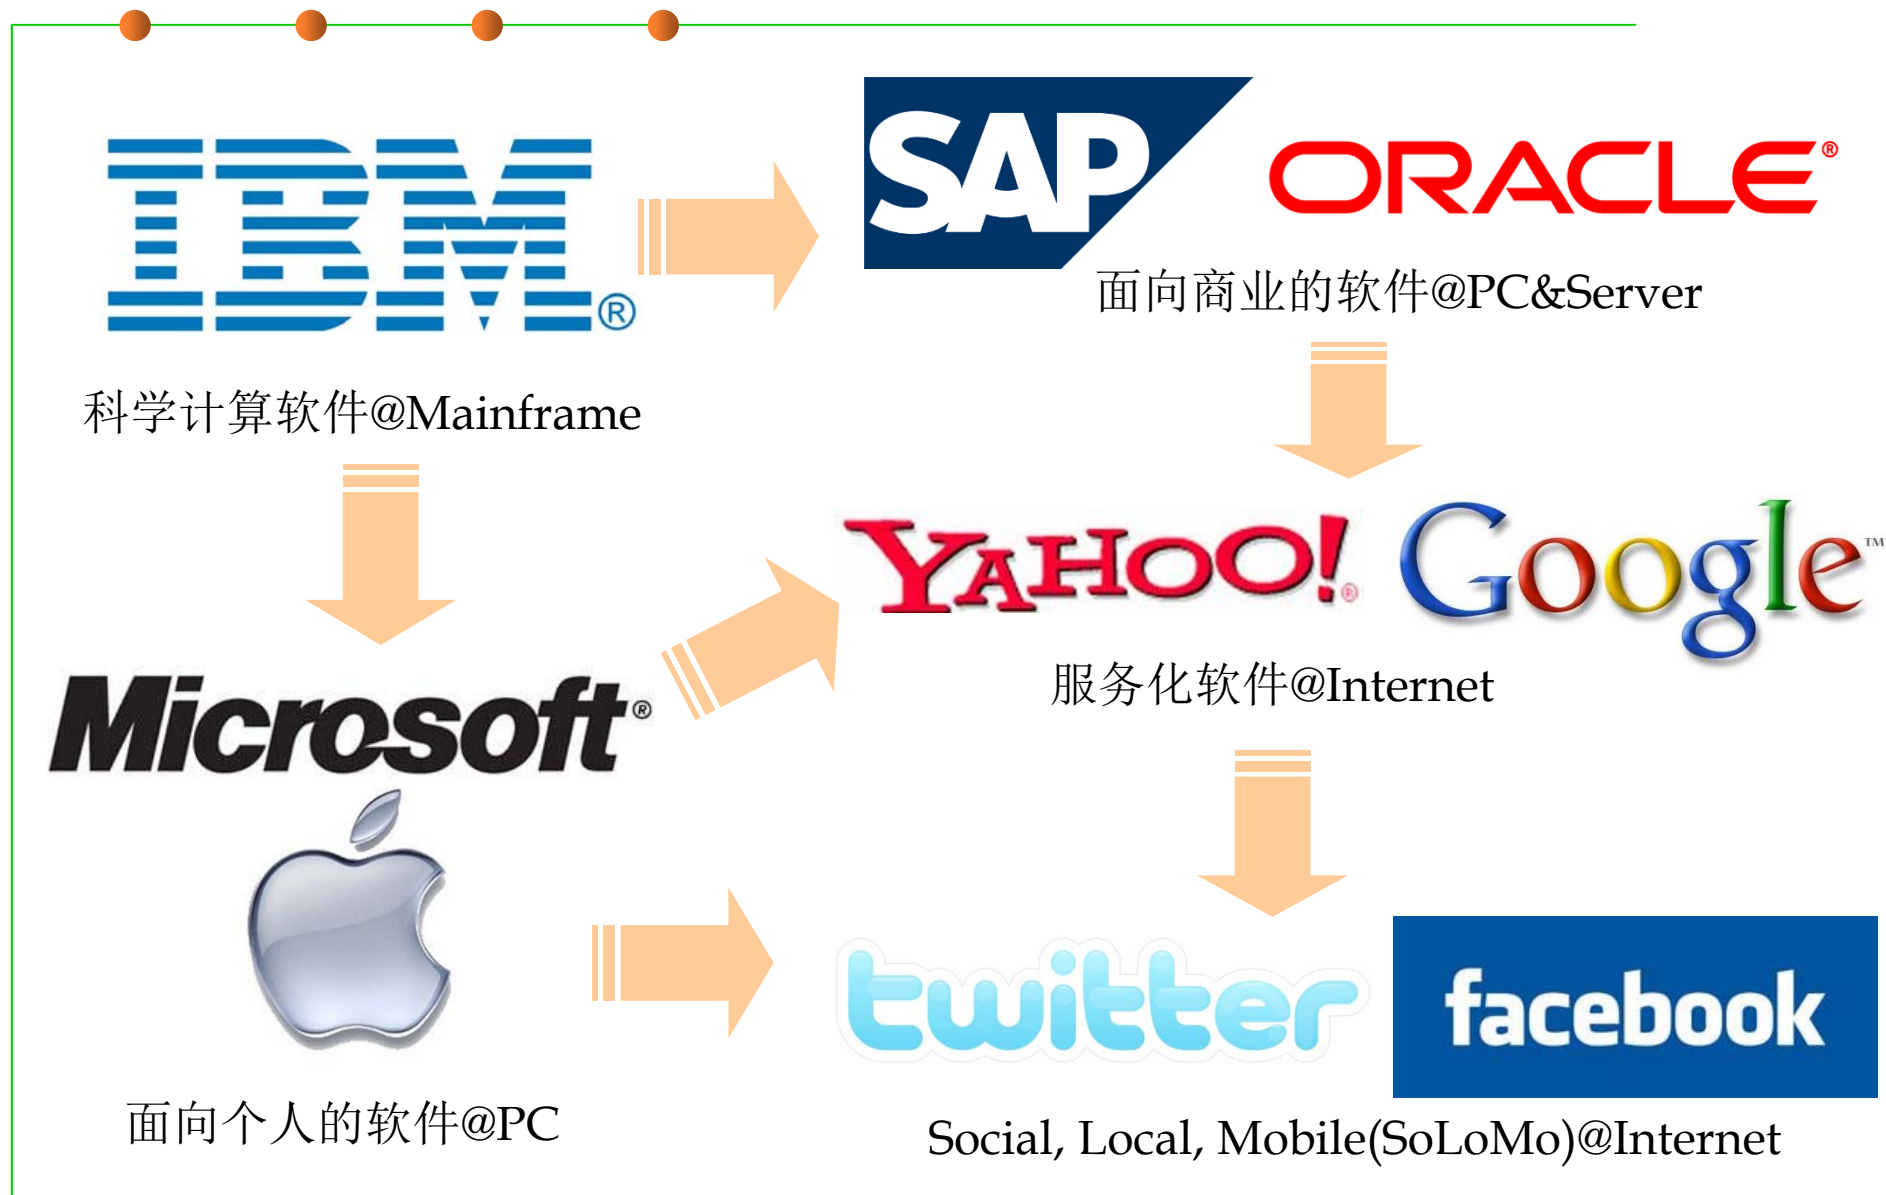 IBM®
SAP
ORACLE®
面向商业的软件@PC&Server
科学计算软件@Mainframe
YAHOO!®
Google™
服务化软件@Internet
Microsoft®
twitter
facebook
面向个人的软件@PC
Social, Local, Mobile(SoLoMo)@Internet